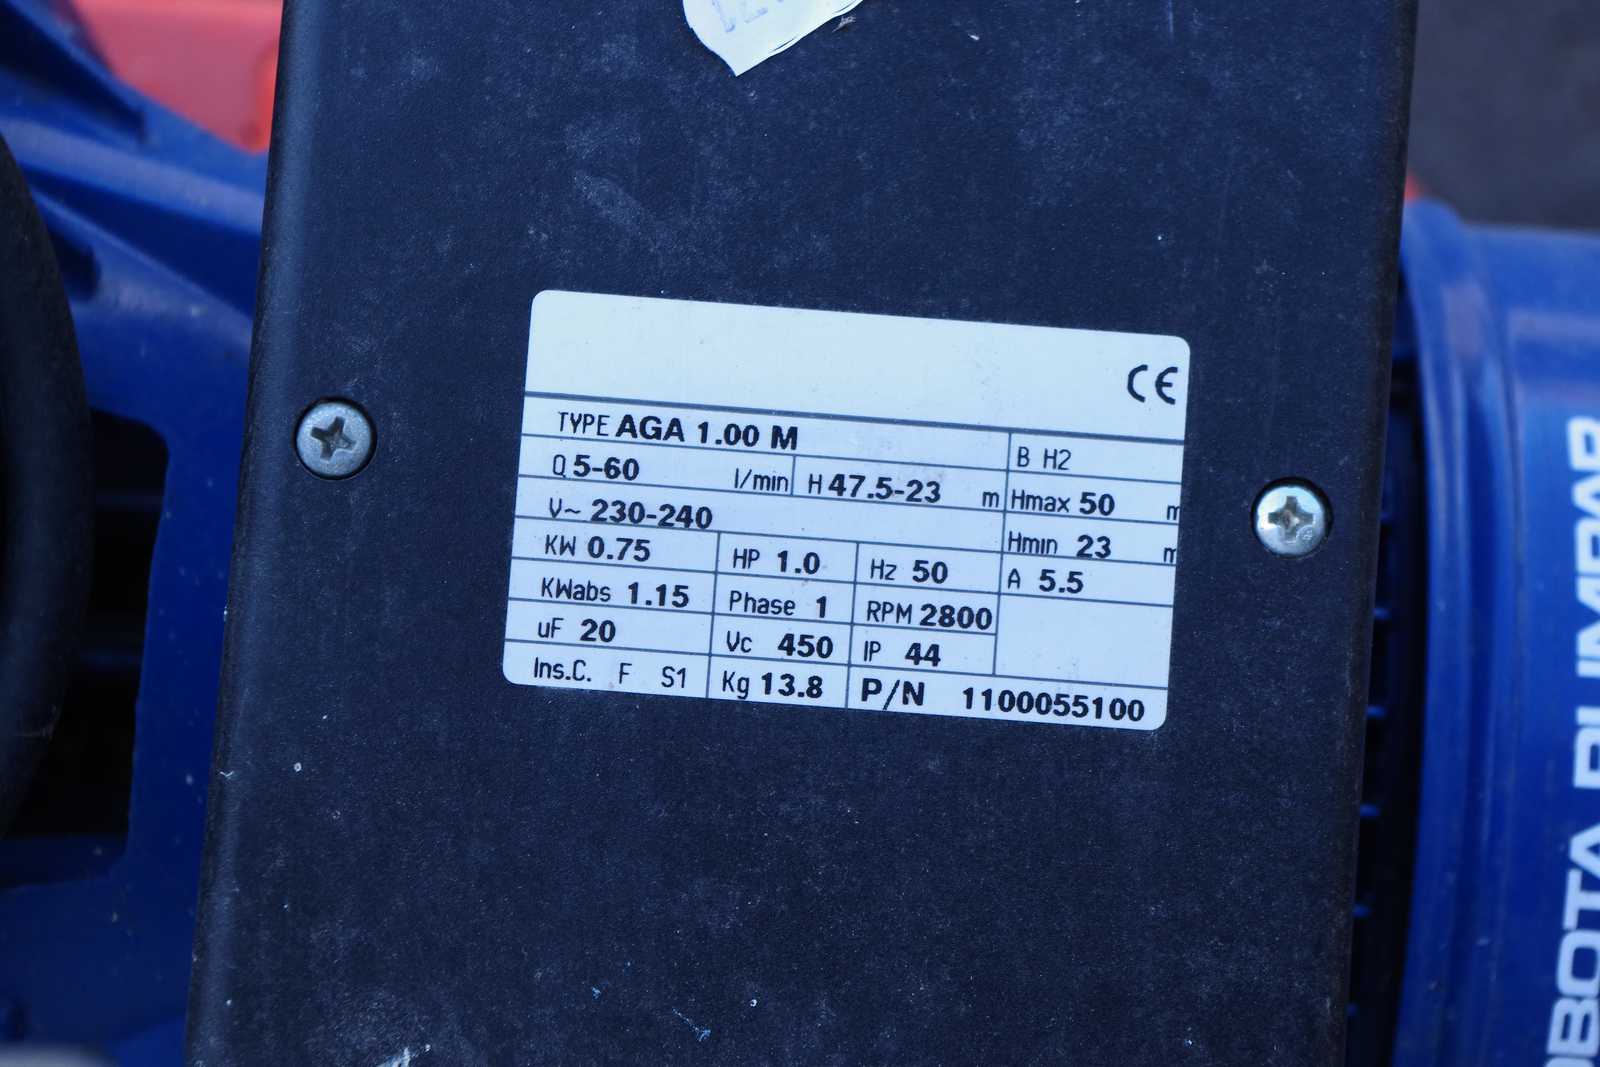 CE
TYPE AGA 1.00 M
B H2
Q 5-60 l/min H 47.5-23 m Hmax 50 m
V~ 230-240 Hmin 23 m
KW 0.75 HP 1.0 Hz 50 A 5.5
KWabs 1.15 Phase 1 RPM 2800
uF 20 Vc 450 IP 44
Ins.C. F S1 Kg 13.8 P/N 1100055100